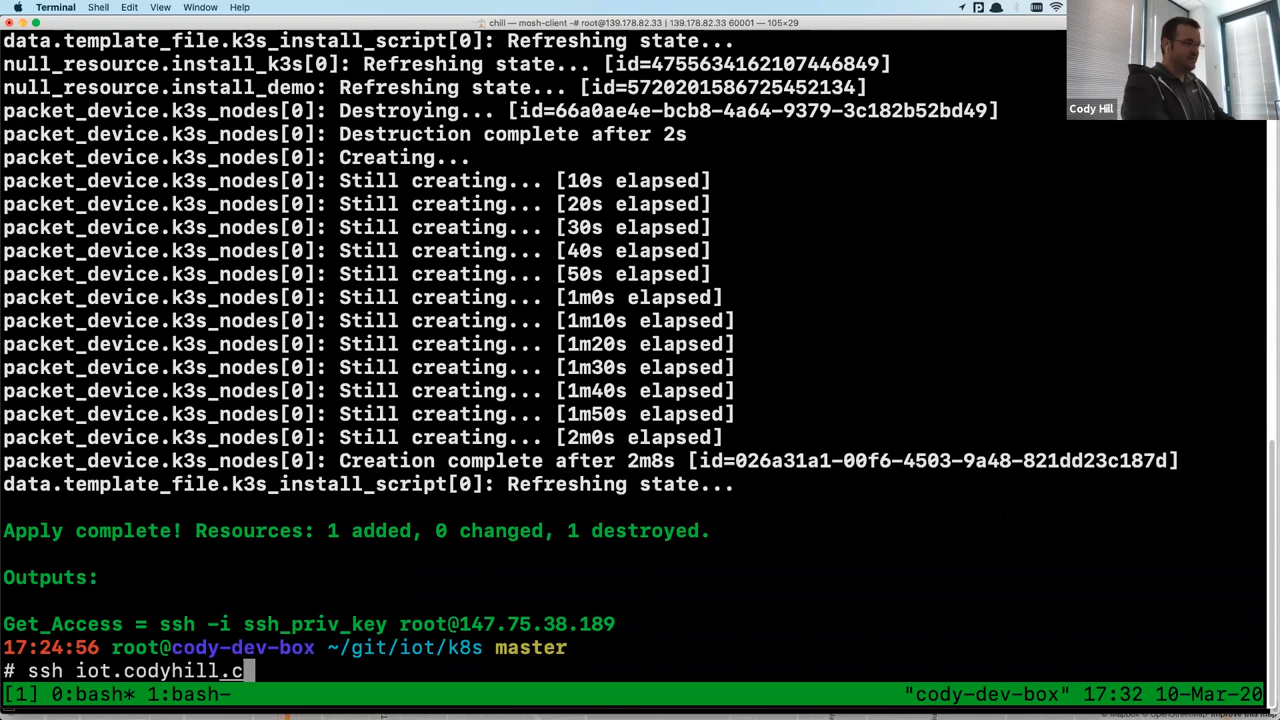 Terminal Shell Edit View Window Help
chill — mosh-client -# root@139.178.82.33 | 139.178.82.33 60001 — 105×29
data.template_file.k3s_install_script[0]: Refreshing state...
null_resource.install_k3s[0]: Refreshing state... [id=4755634162107446849]
null_resource.install_demo: Refreshing state... [id=5720201586725452134]
packet_device.k3s_nodes[0]: Destroying... [id=66a0ae4e-bcb8-4a64-9379-3c182b52bd49]
packet_device.k3s_nodes[0]: Destruction complete after 2s
packet_device.k3s_nodes[0]: Creating...
packet_device.k3s_nodes[0]: Still creating... [10s elapsed]
packet_device.k3s_nodes[0]: Still creating... [20s elapsed]
packet_device.k3s_nodes[0]: Still creating... [30s elapsed]
packet_device.k3s_nodes[0]: Still creating... [40s elapsed]
packet_device.k3s_nodes[0]: Still creating... [50s elapsed]
packet_device.k3s_nodes[0]: Still creating... [1m0s elapsed]
packet_device.k3s_nodes[0]: Still creating... [1m10s elapsed]
packet_device.k3s_nodes[0]: Still creating... [1m20s elapsed]
packet_device.k3s_nodes[0]: Still creating... [1m30s elapsed]
packet_device.k3s_nodes[0]: Still creating... [1m40s elapsed]
packet_device.k3s_nodes[0]: Still creating... [1m50s elapsed]
packet_device.k3s_nodes[0]: Still creating... [2m0s elapsed]
packet_device.k3s_nodes[0]: Creation complete after 2m8s [id=026a31a1-00f6-4503-9a48-821dd23c187d]
data.template_file.k3s_install_script[0]: Refreshing state...
Apply complete! Resources: 1 added, 0 changed, 1 destroyed.
Outputs:
Get_Access = ssh -i ssh_priv_key root@147.75.38.189
17:24:56 root@cody-dev-box ~/git/iot/k8s master
# ssh iot.codyhill.c
[1] 0:bash* 1:bash- "cody-dev-box" 17:32 10-Mar-20
Cody Hill